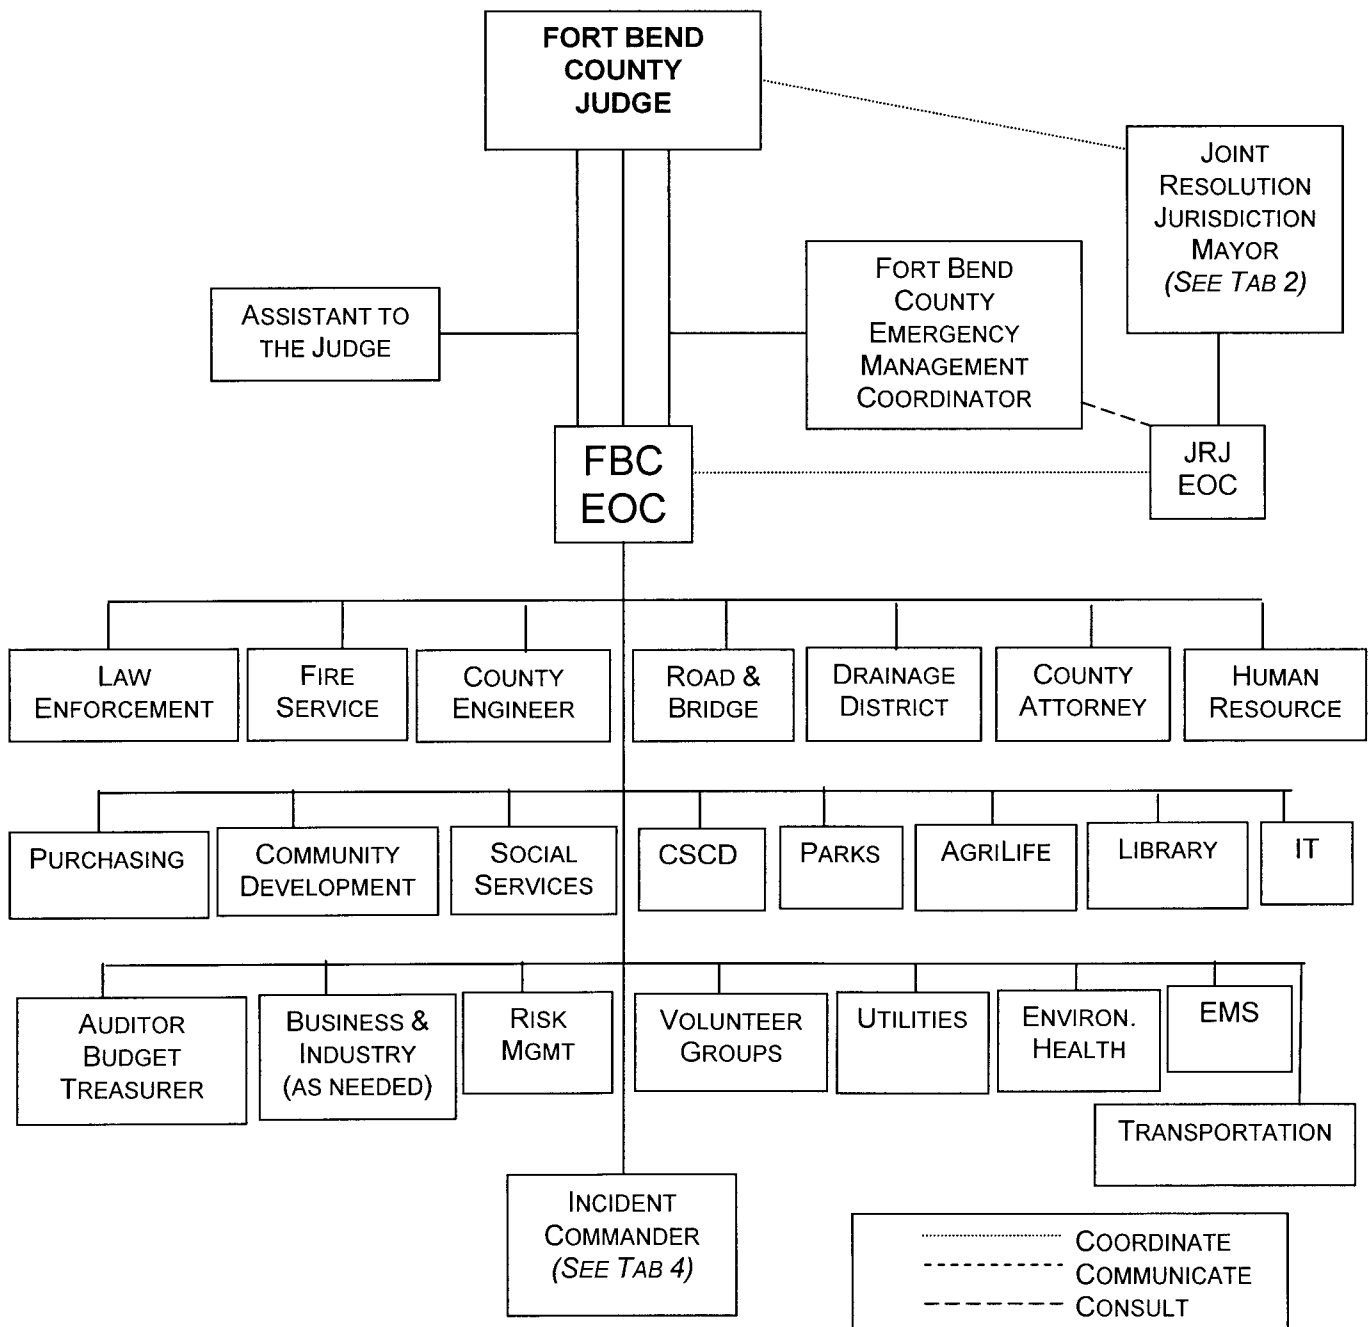 FORT BEND
COUNTY
JUDGE
JOINT
RESOLUTION
JURISDICTION
MAYOR
(SEE TAB 2)
FORT BEND
COUNTY
EMERGENCY
MANAGEMENT
COORDINATOR
ASSISTANT TO
THE JUDGE
FBC
EOC
JRJ
EOC
LAW
ENFORCEMENT
FIRE
SERVICE
COUNTY
ENGINEER
ROAD &
BRIDGE
DRAINAGE
DISTRICT
COUNTY
ATTORNEY
HUMAN
RESOURCE
PURCHASING
COMMUNITY
DEVELOPMENT
SOCIAL
SERVICES
CSCD
PARKS
AGRILIFE
LIBRARY
IT
AUDITOR
BUDGET
TREASURER
BUSINESS &
INDUSTRY
(AS NEEDED)
RISK
MGMT
VOLUNTEER
GROUPS
UTILITIES
ENVIRON.
HEALTH
EMS
TRANSPORTATION
INCIDENT
COMMANDER
(SEE TAB 4)
COORDINATE
COMMUNICATE
CONSULT